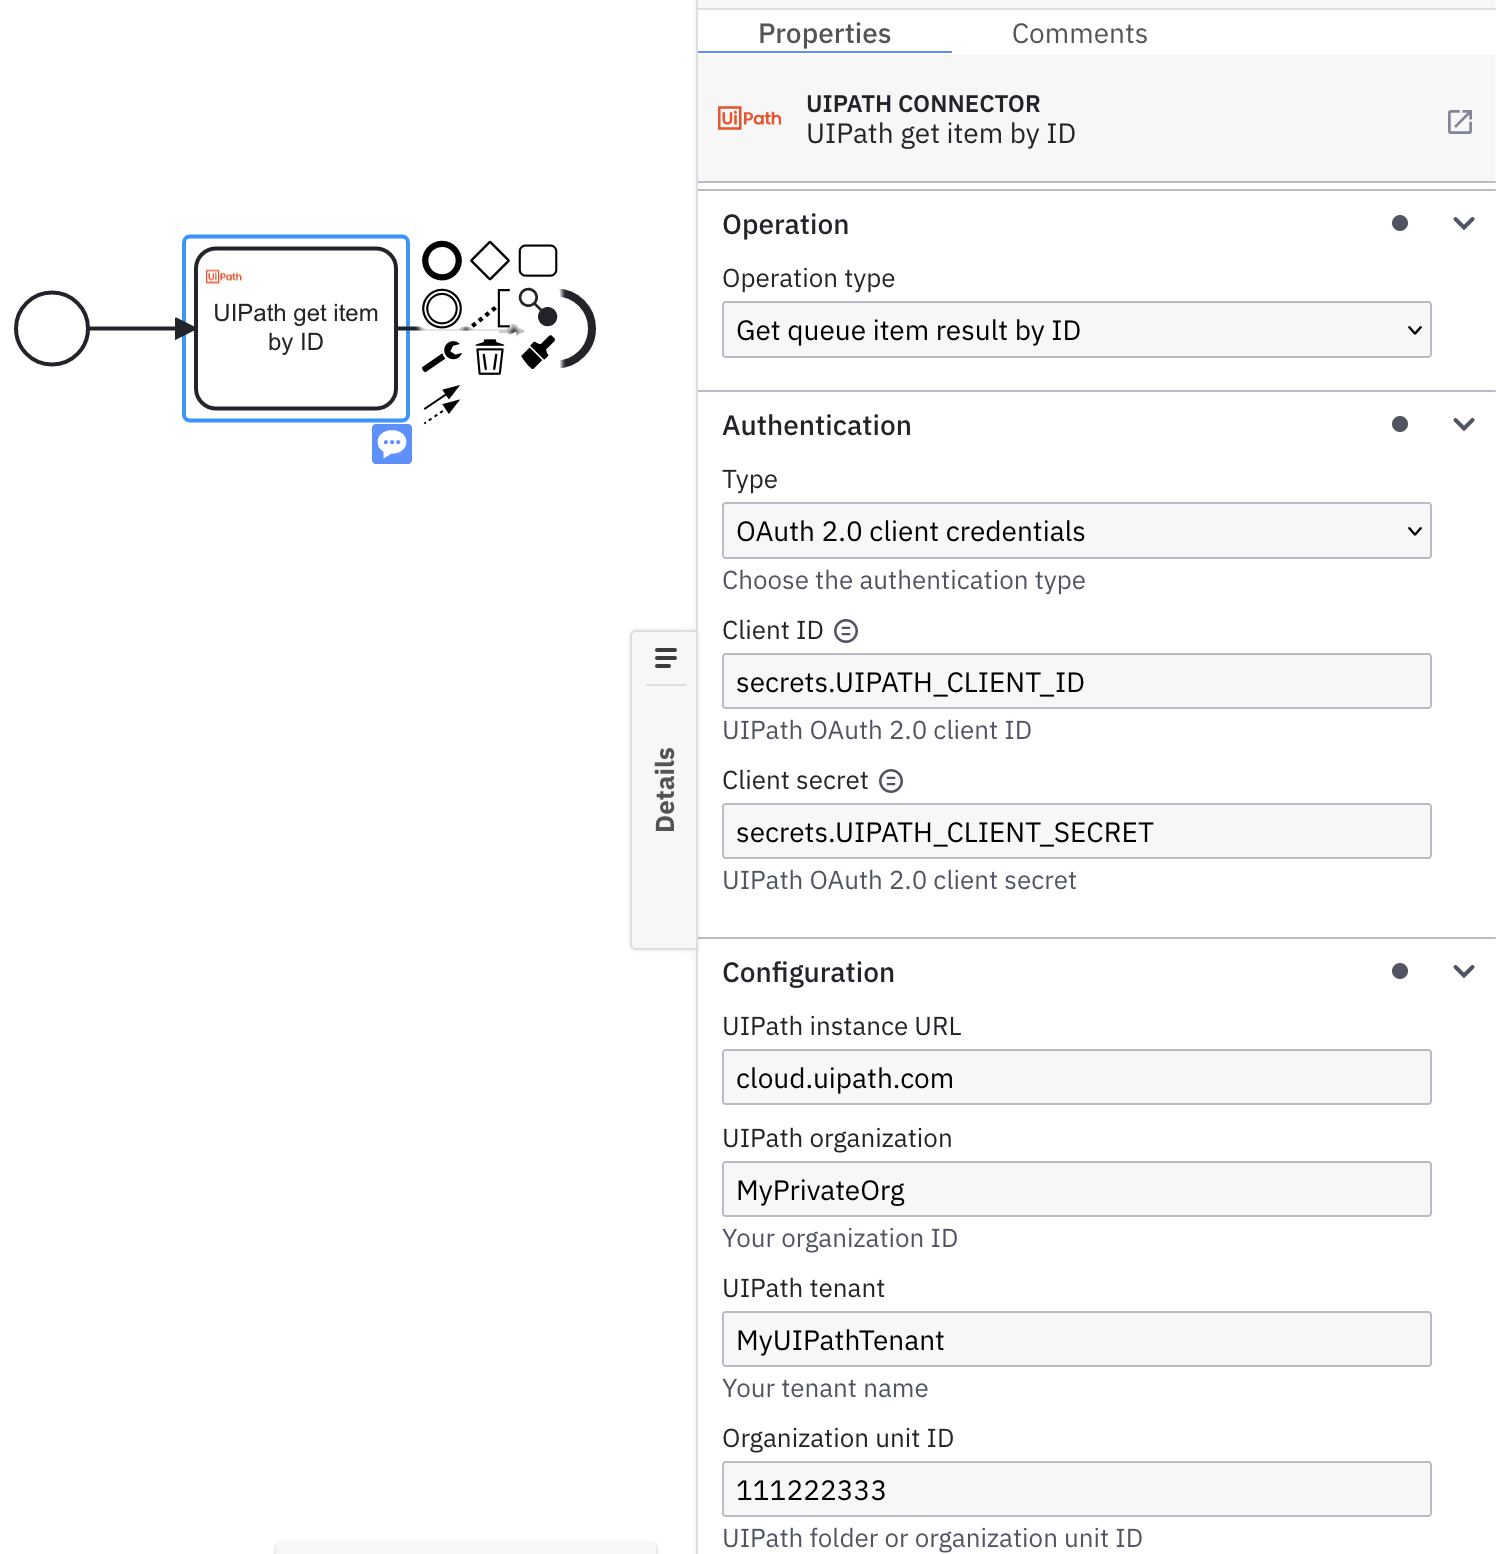 Properties
Comments
UiPath
UIPATH CONNECTOR
UIPath get item by ID
UiPath
UIPath get item
by ID
Details
Operation
Operation type
Get queue item result by ID
Authentication
Type
OAuth 2.0 client credentials
Choose the authentication type
Client ID
secrets.UIPATH_CLIENT_ID
UIPath OAuth 2.0 client ID
Client secret
secrets.UIPATH_CLIENT_SECRET
UIPath OAuth 2.0 client secret
Configuration
UIPath instance URL
cloud.uipath.com
UIPath organization
MyPrivateOrg
Your organization ID
UIPath tenant
MyUIPathTenant
Your tenant name
Organization unit ID
111222333
UIPath folder or organization unit ID